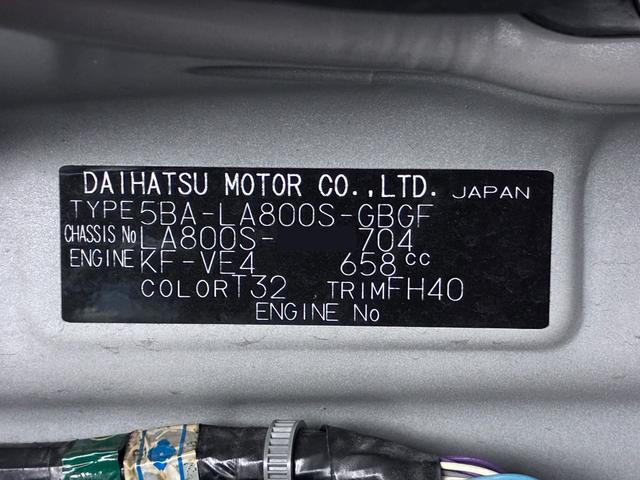 DAIHATSU MOTOR CO.,LTD. JAPAN
TYPE 5BA-LA800S-GBGF
CHASSIS No LA800S- 704
ENGINE KF-VE4 658cc
COLOR T32 TRIM FH40
ENGINE No